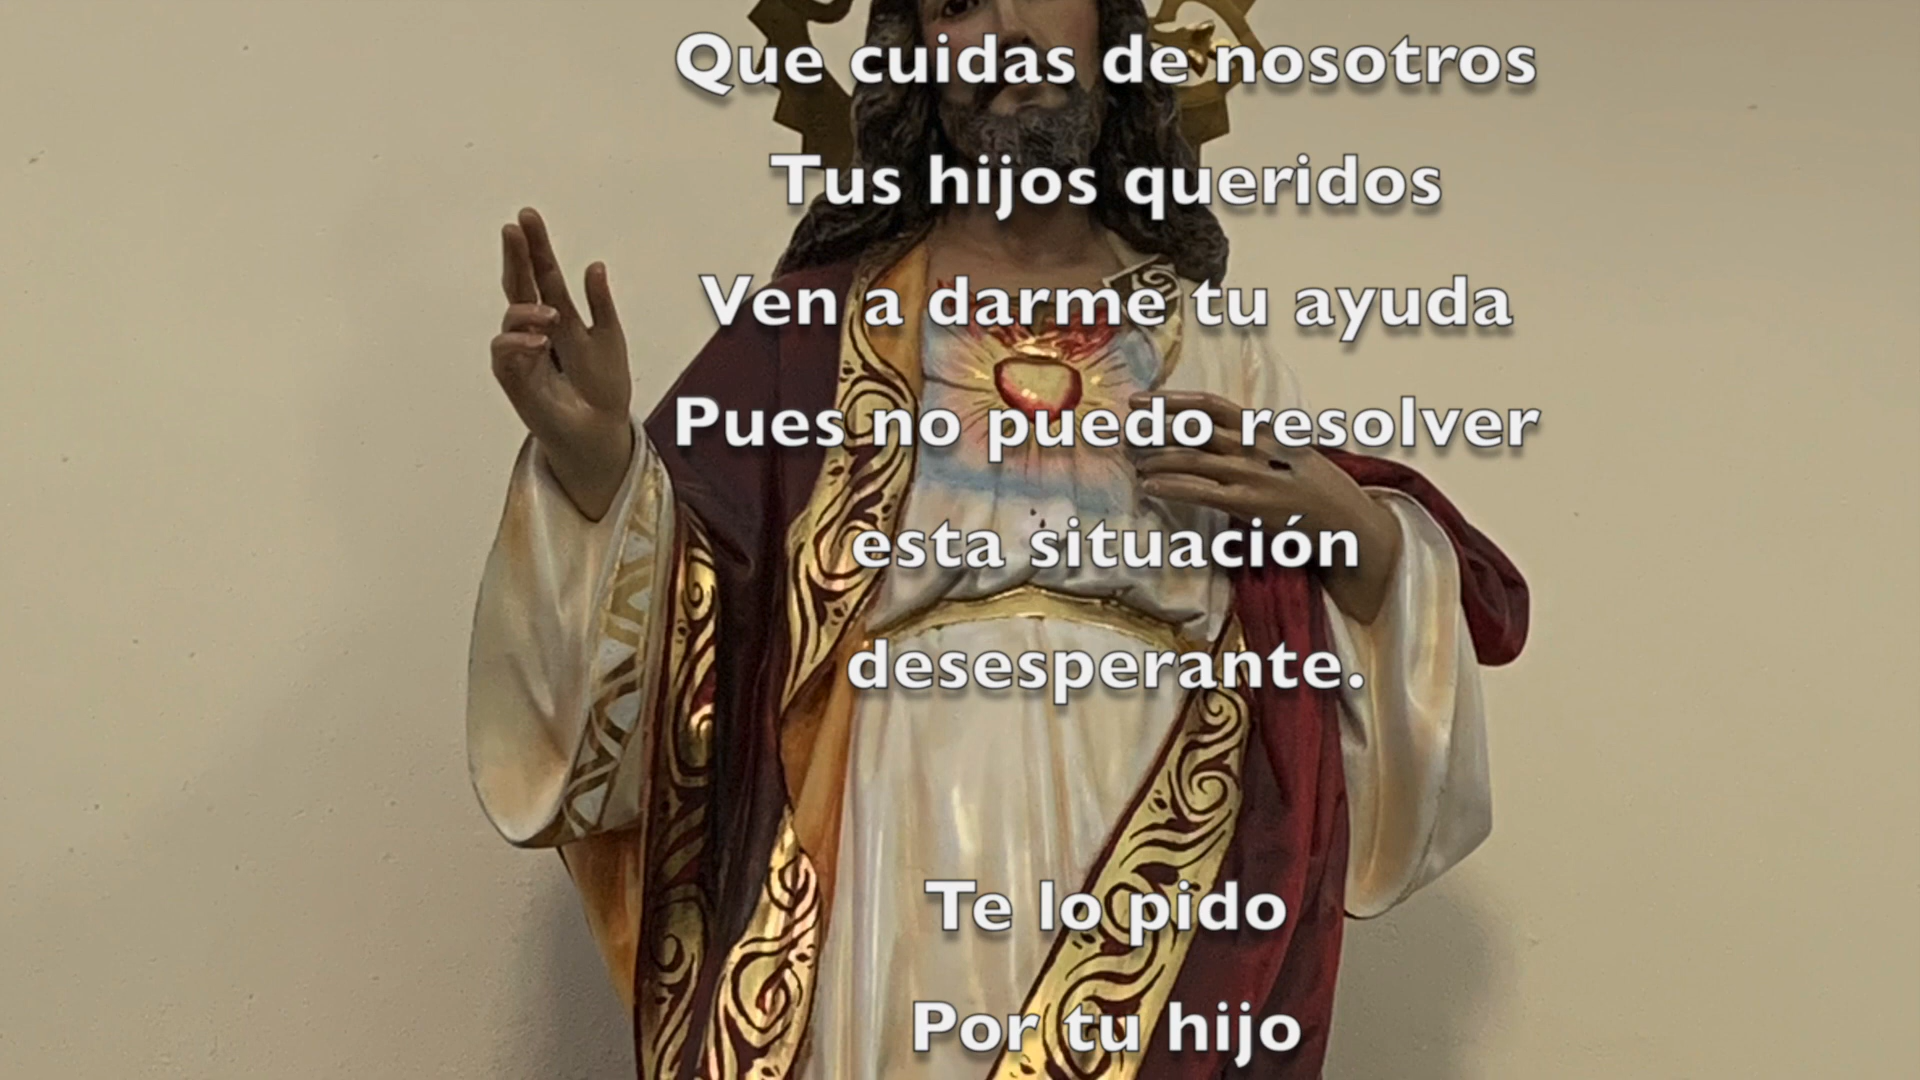 Que cuidas de nosotros
Tus hijos queridos
Ven a darme tu ayuda
Pues no puedo resolver
esta situación
desesperante.
Te lo pido
Por tu hijo